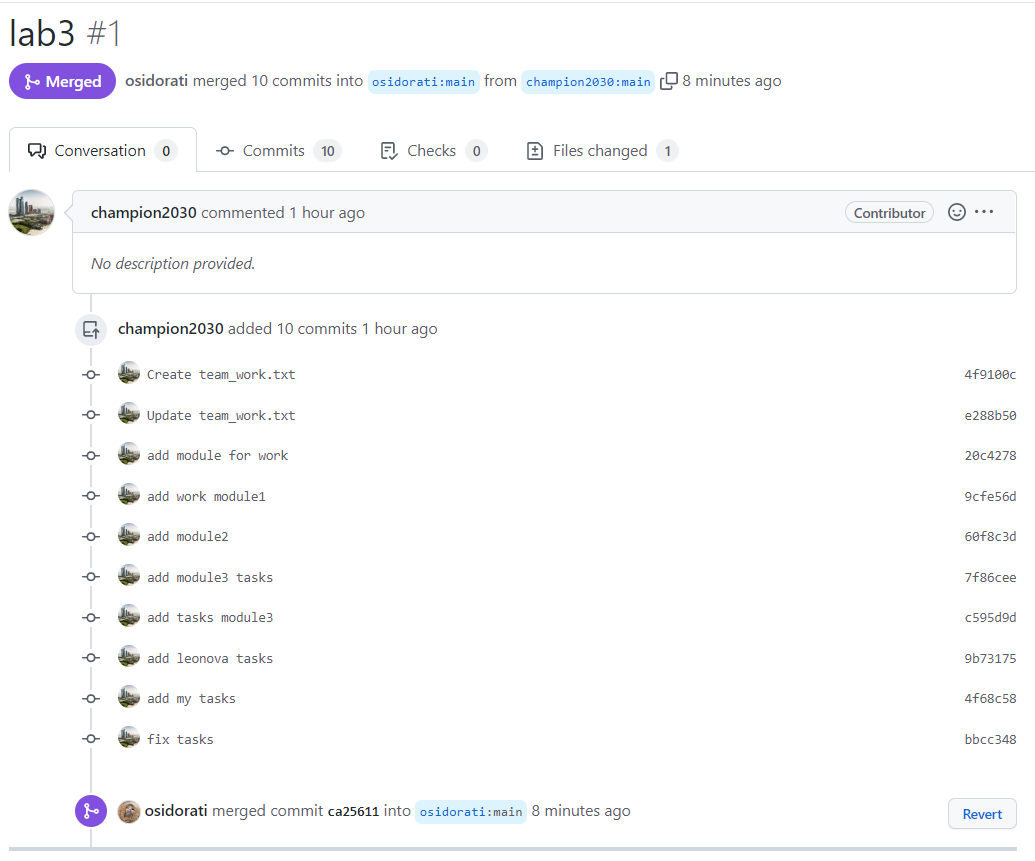 lab3 #1
Merged osidorati merged 10 commits into osidorati:main from champion2030:main 8 minutes ago
Conversation 0 Commits 10 Checks 0 Files changed 1
champion2030 commented 1 hour ago Contributor
No description provided.
champion2030 added 10 commits 1 hour ago
Create team_work.txt 4f9100c
Update team_work.txt e288b50
add module for work 20c4278
add work module1 9cfe56d
add module2 60f8c3d
add module3 tasks 7f86cee
add tasks module3 c595d9d
add leonova tasks 9b73175
add my tasks 4f68c58
fix tasks bbcc348
osidorati merged commit ca25611 into osidorati:main 8 minutes ago Revert